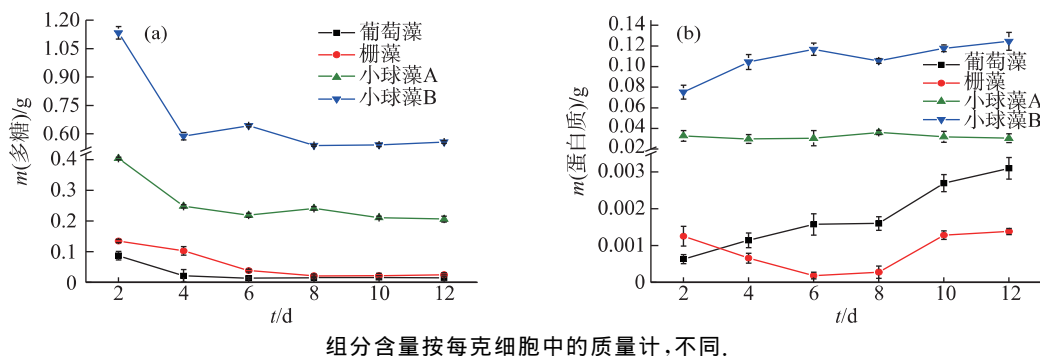 (a)
葡萄藻
栅藻
小球藻A
小球藻B
m(多糖)/g
1.20
1.05
0.90
0.75
0.60
0.4
0.3
0.2
0.1
0
2 4 6 8 10 12
t/d
(b)
葡萄藻
栅藻
小球藻A
小球藻B
m(蛋白质)/g
0.14
0.12
0.10
0.08
0.06
0.04
0.02
0.003
0.002
0.001
0
2 4 6 8 10 12
t/d
组分含量按每克细胞中的质量计,不同.